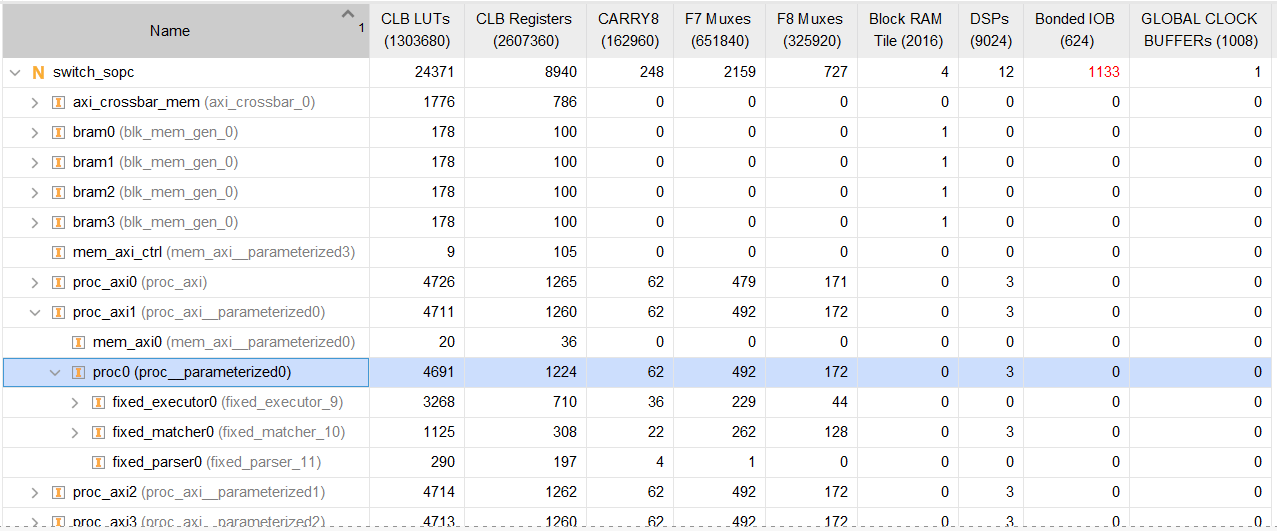 Name 1 CLB LUTs (1303680) CLB Registers (2607360) CARRY8 (162960) F7 Muxes (651840) F8 Muxes (325920) Block RAM Tile (2016) DSPs (9024) Bonded IOB (624) GLOBAL CLOCK BUFFERs (1008)
N switch_sopc 24371 8940 248 2159 727 4 12 1133 1
I axi_crossbar_mem (axi_crossbar_0) 1776 786 0 0 0 0 0 0 0
I bram0 (blk_mem_gen_0) 178 100 0 0 0 1 0 0 0
I bram1 (blk_mem_gen_0) 178 100 0 0 0 1 0 0 0
I bram2 (blk_mem_gen_0) 178 100 0 0 0 1 0 0 0
I bram3 (blk_mem_gen_0) 178 100 0 0 0 1 0 0 0
I mem_axi_ctrl (mem_axi__parameterized3) 9 105 0 0 0 0 0 0 0
I proc_axi0 (proc_axi) 4726 1265 62 479 171 0 3 0 0
I proc_axi1 (proc_axi__parameterized0) 4711 1260 62 492 172 0 3 0 0
I mem_axi0 (mem_axi__parameterized0) 20 36 0 0 0 0 0 0 0
I proc0 (proc__parameterized0) 4691 1224 62 492 172 0 3 0 0
I fixed_executor0 (fixed_executor_9) 3268 710 36 229 44 0 0 0 0
I fixed_matcher0 (fixed_matcher_10) 1125 308 22 262 128 0 3 0 0
I fixed_parser0 (fixed_parser_11) 290 197 4 1 0 0 0 0 0
I proc_axi2 (proc_axi__parameterized1) 4714 1262 62 492 172 0 3 0 0
I proc_axi3 (proc_axi__parameterized2) 4713 1260 62 492 172 0 3 0 0